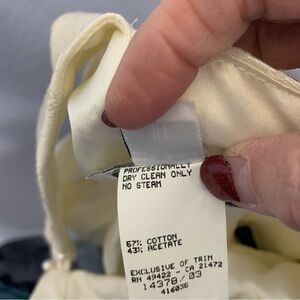 PROFESSIONALLY
DRY CLEAN ONLY
NO STEAM
57% COTTON
43% ACETATE
EXCLUSIVE OF TRIM
RN 49422 - CA 21472
14378/03
416036